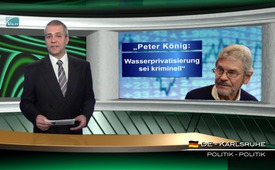 „Peter König:
Wasserprivatisierung
sei kriminell"
DE - KARLSRUHE
POLITIK - POLITIK